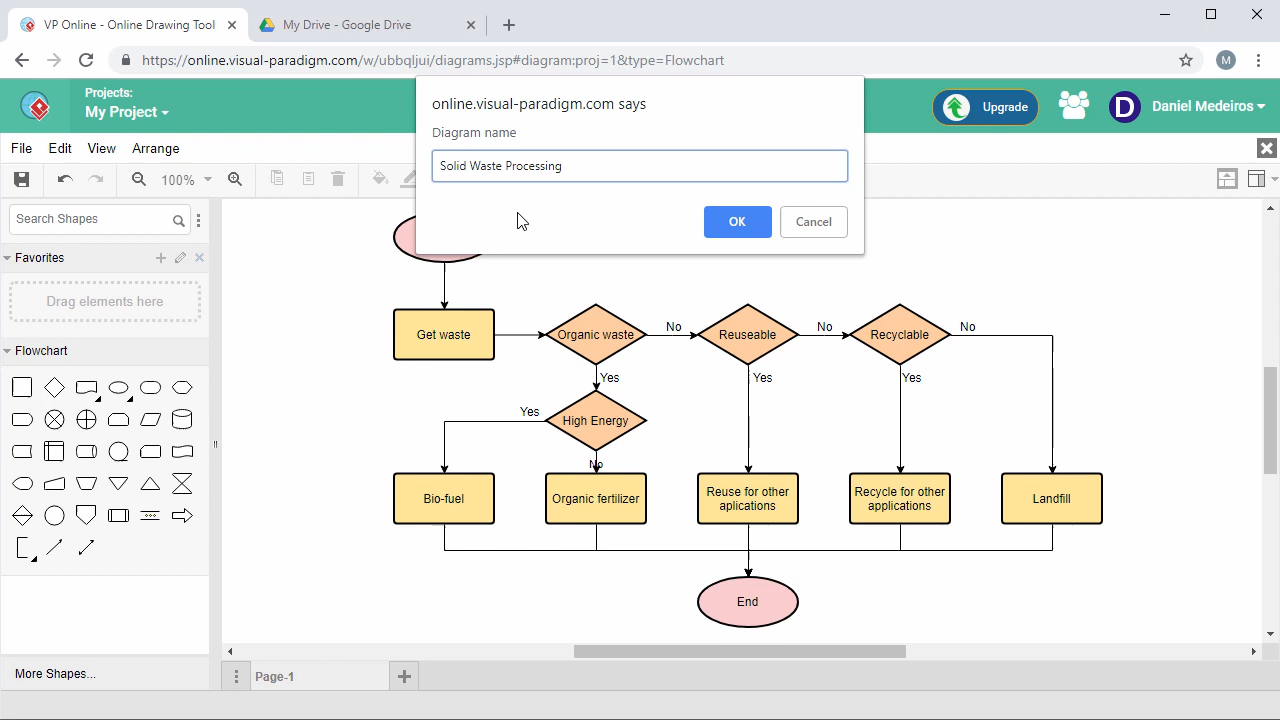 VP Online - Online Drawing Tool
My Drive - Google Drive
https://online.visual-paradigm.com/w/ubbqljui/diagrams.jsp#diagram:proj=1&type=Flowchart
M
Projects:
My Project
online.visual-paradigm.com says
Diagram name
Solid Waste Processing
OK
Cancel
Upgrade
D
Daniel Medeiros
File
Edit
View
Arrange
100%
Search Shapes
Favorites
Drag elements here
Flowchart
More Shapes...
Get waste
Organic waste
No
Reuseable
No
Recyclable
No
Yes
Yes
Yes
Yes
High Energy
No
Bio-fuel
Organic fertilizer
Reuse for other
aplications
Recycle for other
applications
Landfill
End
Page-1